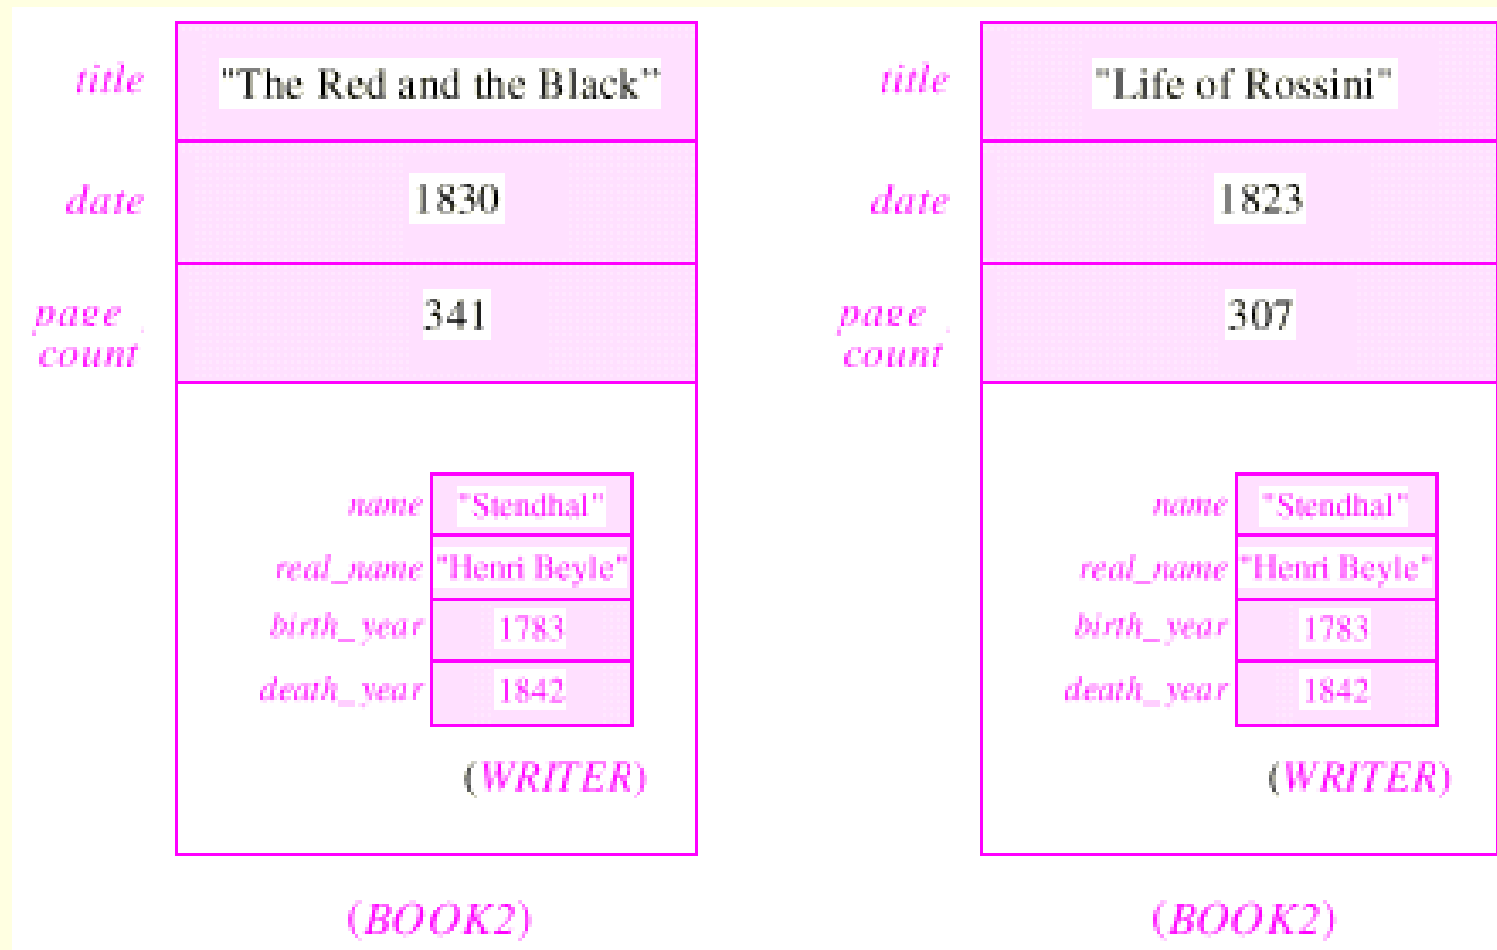 title "The Red and the Black"
date 1830
page_
count 341
name "Stendhal"
real_name "Henri Beyle"
birth_year 1783
death_year 1842
(WRITER)
(BOOK2)
title "Life of Rossini"
date 1823
page_
count 307
name "Stendhal"
real_name "Henri Beyle"
birth_year 1783
death_year 1842
(WRITER)
(BOOK2)